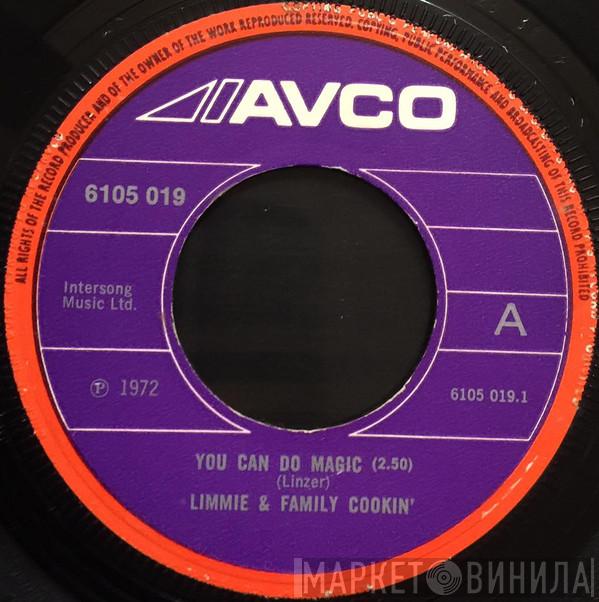 ALL RIGHTS OF THE RECORD PRODUCER AND OF THE OWNER OF THE WORK REPRODUCED RESERVED. COPYING, PUBLIC PERFORMANCE AND BROADCASTING OF THIS RECORD PROHIBITED
AVCO
6105 019
Intersong
Music Ltd.
A
℗ 1972
6105 019.1
YOU CAN DO MAGIC (2.50)
(Linzer)
LIMMIE & FAMILY COOKIN'
МАРКЕТ ВИНИЛА